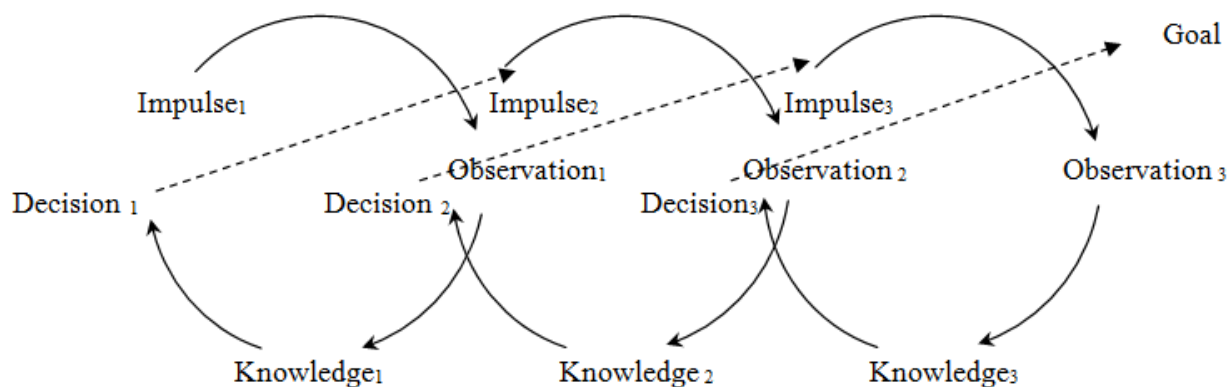 Goal
Impulse₁ Impulse₂ Impulse₃
Observation₁ Observation ₂ Observation ₃
Decision ₁ Decision ₂ Decision₃
Knowledge₁ Knowledge ₂ Knowledge₃